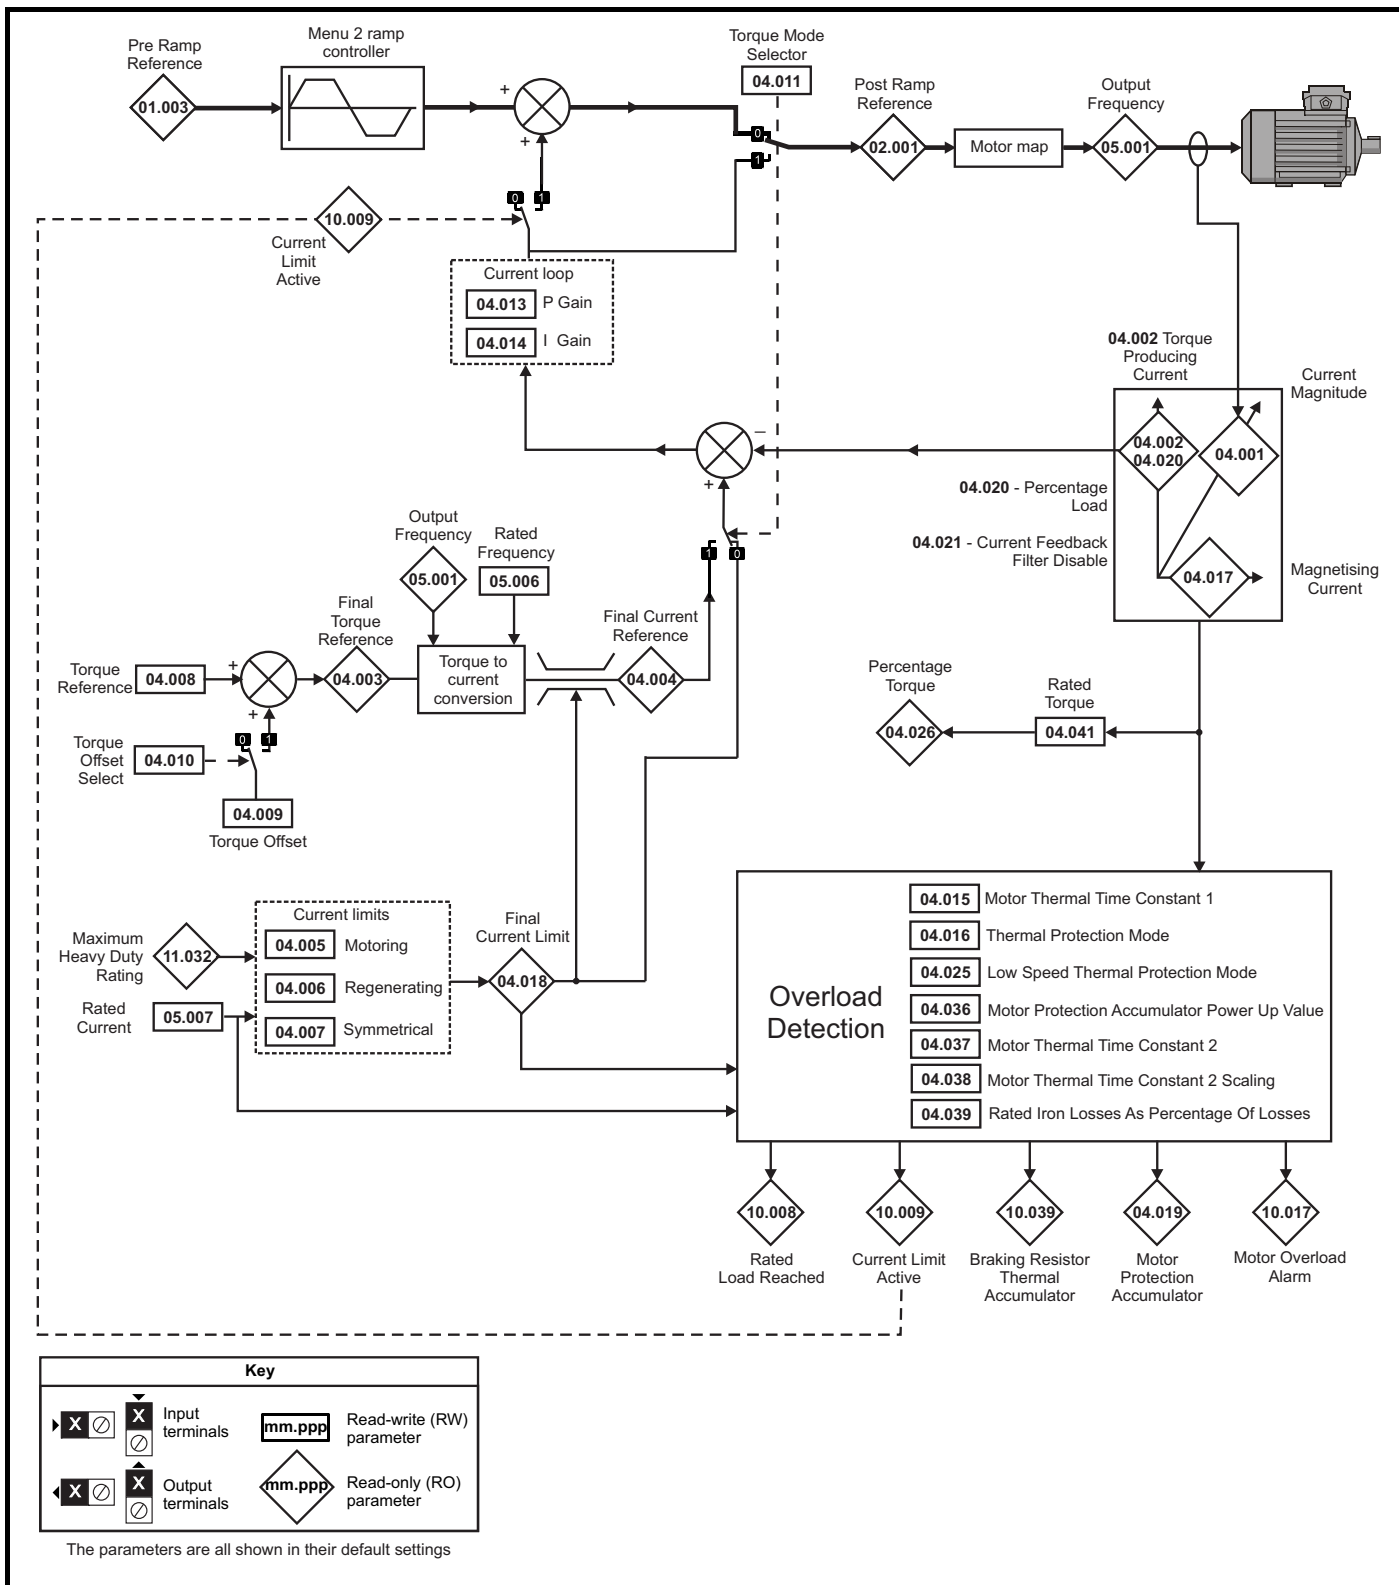 Pre Ramp
Reference
01.003
Menu 2 ramp
controller
+
+
Torque Mode
Selector
04.011
0
1
Post Ramp
Reference
02.001
Motor map
Output
Frequency
05.001
0
1
10.009
Current
Limit
Active
Current loop
04.013 P Gain
04.014 I Gain
04.002 Torque
Producing
Current
Current
Magnitude
04.002
04.020
04.001
04.020 - Percentage
Load
04.021 - Current Feedback
Filter Disable
04.017
Magnetising
Current
–
+
1
0
Output
Frequency
05.001
Rated
Frequency
05.006
Final
Torque
Reference
04.003
Torque to
current
conversion
Final Current
Reference
04.004
Torque
Reference
04.008
+
+
0
1
Torque
Offset
Select
04.010
04.009
Torque Offset
Percentage
Torque
04.026
Rated
Torque
04.041
Maximum
Heavy Duty
Rating
11.032
Rated
Current
05.007
Current limits
04.005 Motoring
04.006 Regenerating
04.007 Symmetrical
Final
Current Limit
04.018
Overload
Detection
04.015 Motor Thermal Time Constant 1
04.016 Thermal Protection Mode
04.025 Low Speed Thermal Protection Mode
04.036 Motor Protection Accumulator Power Up Value
04.037 Motor Thermal Time Constant 2
04.038 Motor Thermal Time Constant 2 Scaling
04.039 Rated Iron Losses As Percentage Of Losses
10.008
Rated
Load Reached
10.009
Current Limit
Active
10.039
Braking Resistor
Thermal
Accumulator
04.019
Motor
Protection
Accumulator
10.017
Motor Overload
Alarm
Key
X
X
Input
terminals
mm.ppp
Read-write (RW)
parameter
X
X
Output
terminals
mm.ppp
Read-only (RO)
parameter
The parameters are all shown in their default settings